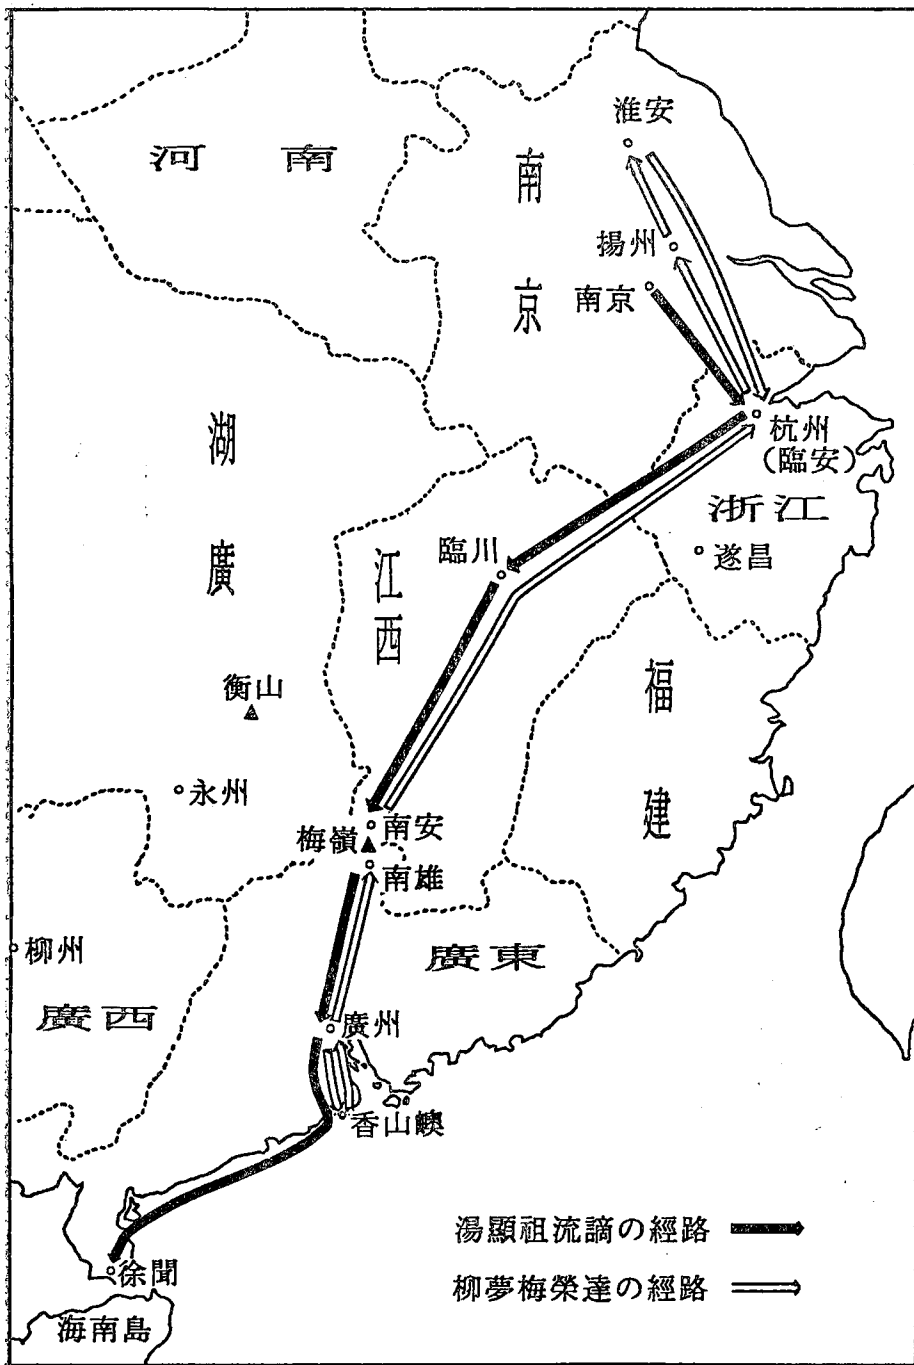 淮安
河南
南京
揚州
南京
湖廣
杭州
(臨安)
浙江
臨川
遂昌
江西
福建
衡山
永州
南安
梅嶺
南雄
柳州
廣東
廣西
廣州
香山嶴
湯顯祖流謫の經路
徐聞
柳夢梅榮達の經路
海南島